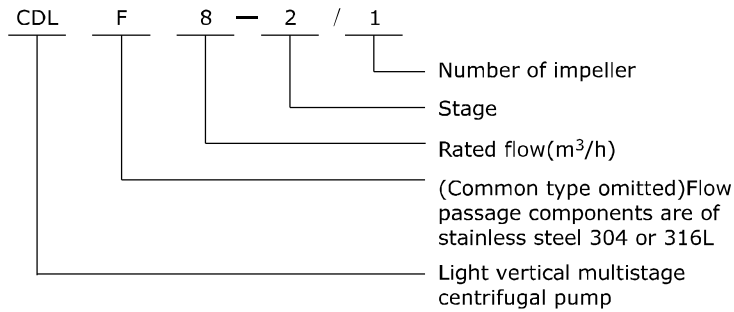 CDL F 8 — 2 / 1
Number of impeller
Stage
Rated flow(m³/h)
(Common type omitted)Flow
passage components are of
stainless steel 304 or 316L
Light vertical multistage
centrifugal pump